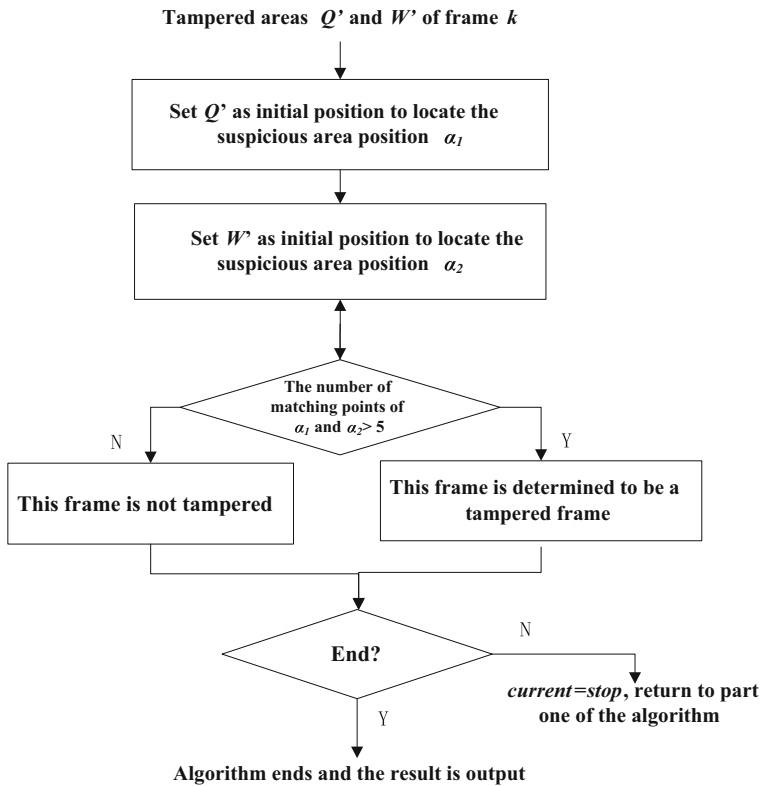 Tampered areas Q’ and W’ of frame k
Set Q’ as initial position to locate the
suspicious area position α1
Set W’ as initial position to locate the
suspicious area position α2
The number of
matching points of
α1 and α2> 5
N
Y
This frame is not tampered
This frame is determined to be a
tampered frame
End?
N
current=stop, return to part
one of the algorithm
Y
Algorithm ends and the result is output